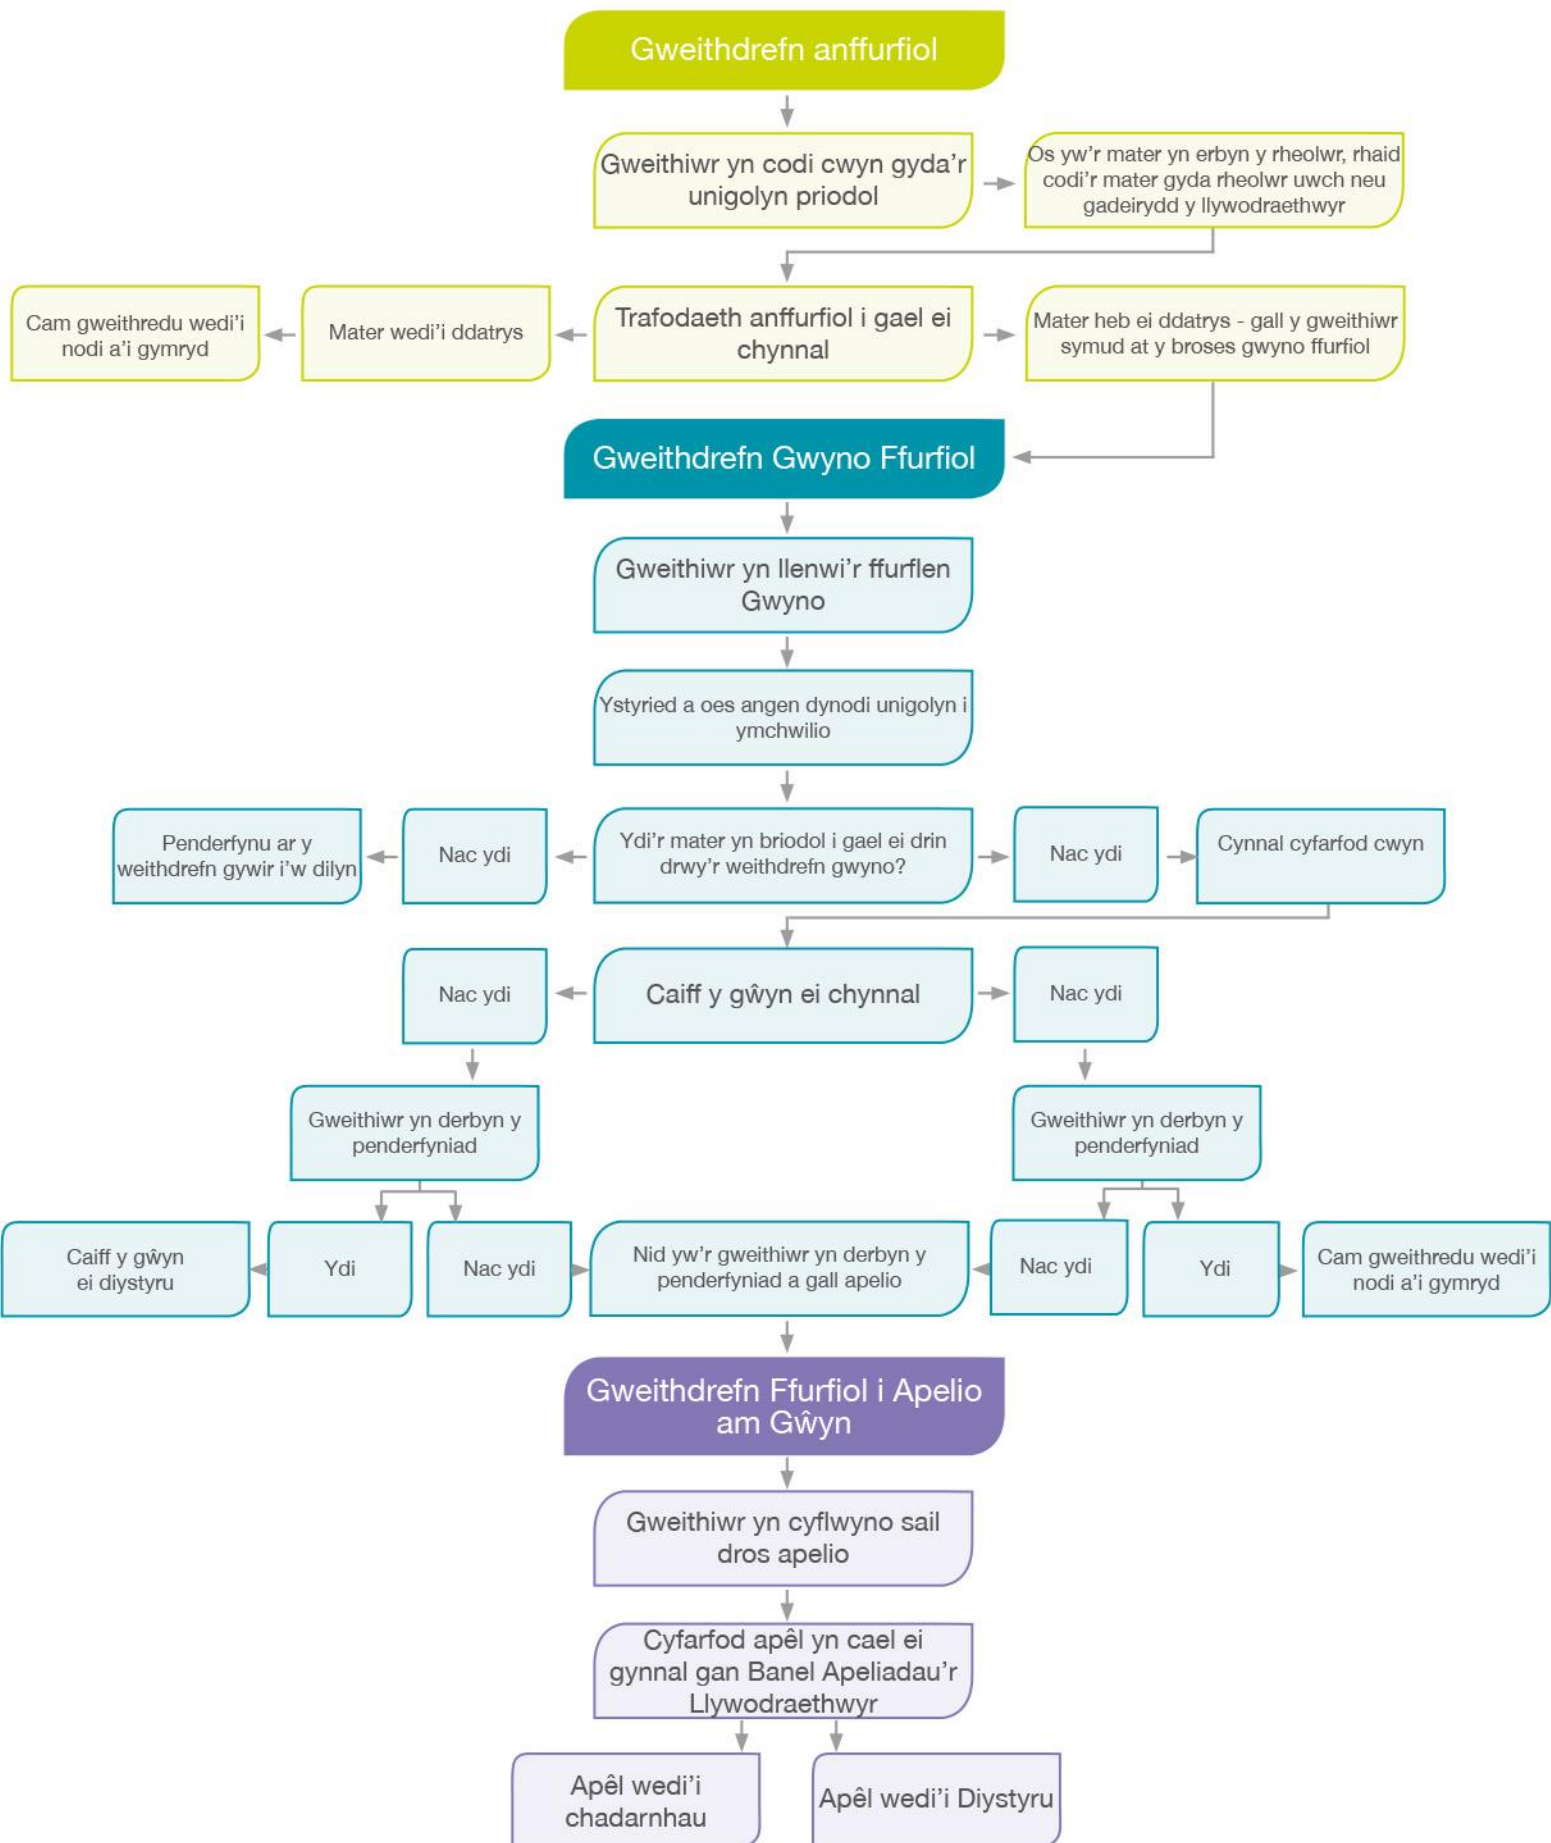 Gweithdrefn anffurfiol
Gweithiwr yn codi cwyn gyda’r
unigolyn priodol
Os yw’r mater yn erbyn y rheolwr, rhaid
codi’r mater gyda rheolwr uwch neu
gadeirydd y llywodraethwyr
Cam gweithredu wedi’i
nodi a’i gymryd
Mater wedi’i ddatrys
Trafodaeth anffurfiol i gael ei
chynnal
Mater heb ei ddatrys - gall y gweithiwr
symud at y broses gwyno ffurfiol
Gweithdrefn Gwyno Ffurfiol
Gweithiwr yn llenwi’r ffurflen
Gwyno
Ystyried a oes angen dynodi unigolyn i
ymchwilio
Penderfynu ar y
weithdrefn gywir i’w dilyn
Nac ydi
Ydi’r mater yn briodol i gael ei drin
drwy’r weithdrefn gwyno?
Nac ydi
Cynnal cyfarfod cwyn
Nac ydi
Caiff y gŵyn ei chynnal
Nac ydi
Gweithiwr yn derbyn y
penderfyniad
Gweithiwr yn derbyn y
penderfyniad
Caiff y gŵyn
ei diystyru
Ydi
Nac ydi
Nid yw’r gweithiwr yn derbyn y
penderfyniad a gall apelio
Nac ydi
Ydi
Cam gweithredu wedi’i
nodi a’i gymryd
Gweithdrefn Ffurfiol i Apelio
am Gŵyn
Gweithiwr yn cyflwyno sail
dros apelio
Cyfarfod apêl yn cael ei
gynnal gan Banel Apeliadau’r
Llywodraethwyr
Apêl wedi’i
chadarnhau
Apêl wedi’i Diystyru